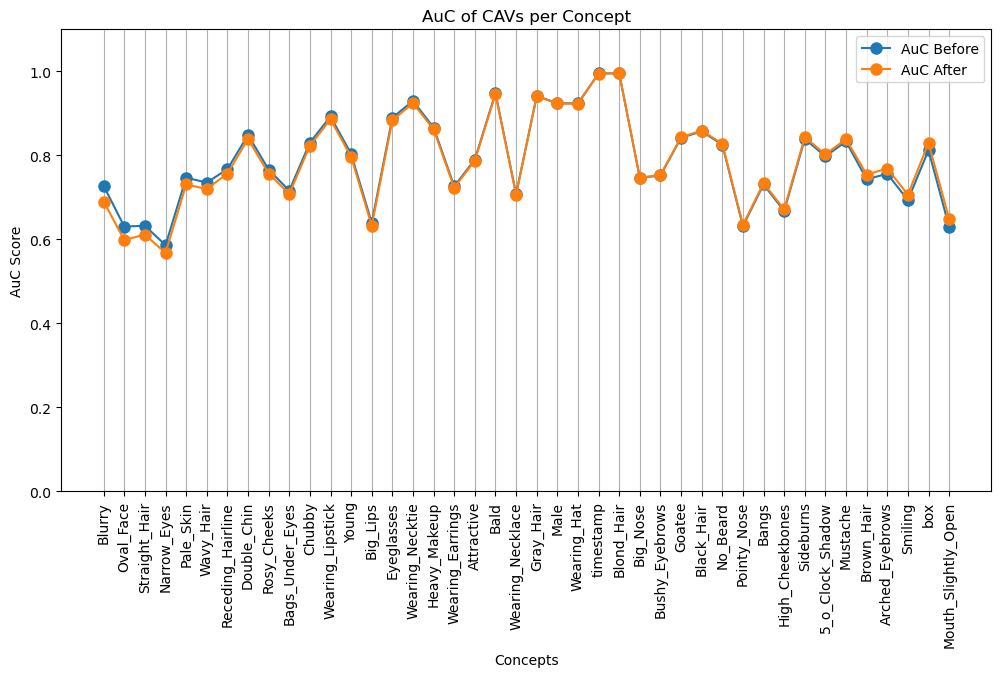 AuC of CAVs per Concept
AuC Before
AuC After
AuC Score
1.0
0.8
0.6
0.4
0.2
0.0
Blurry
Oval_Face
Straight_Hair
Narrow_Eyes
Pale_Skin
Wavy_Hair
Receding_Hairline
Double_Chin
Rosy_Cheeks
Bags_Under_Eyes
Chubby
Wearing_Lipstick
Young
Big_Lips
Eyeglasses
Wearing_Necktie
Heavy_Makeup
Wearing_Earrings
Attractive
Bald
Wearing_Necklace
Gray_Hair
Male
Wearing_Hat
timestamp
Blond_Hair
Big_Nose
Bushy_Eyebrows
Goatee
Black_Hair
No_Beard
Pointy_Nose
Bangs
High_Cheekbones
Sideburns
5_o_Clock_Shadow
Mustache
Brown_Hair
Arched_Eyebrows
Smiling
box
Mouth_Slightly_Open
Concepts